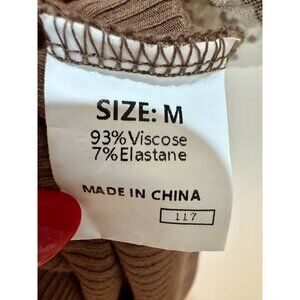 SIZE: M
93%Viscose
7%Elastane
MADE IN CHINA
117